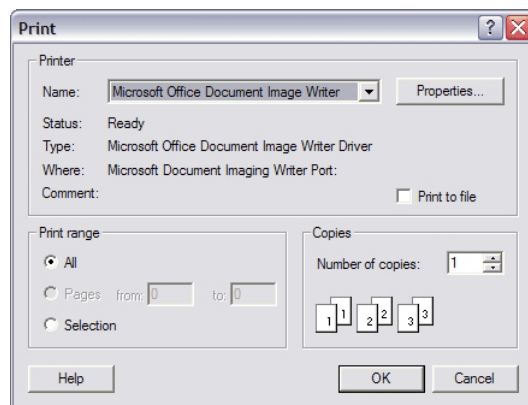 Print
Printer
Name: Microsoft Office Document Image Writer Properties...
Status: Ready
Type: Microsoft Office Document Image Writer Driver
Where: Microsoft Document Imaging Writer Port:
Comment: Print to file
Print range Copies
All Number of copies: 1
Pages from: 0 to: 0
Selection 1 1 2 2 3 3
Help OK Cancel